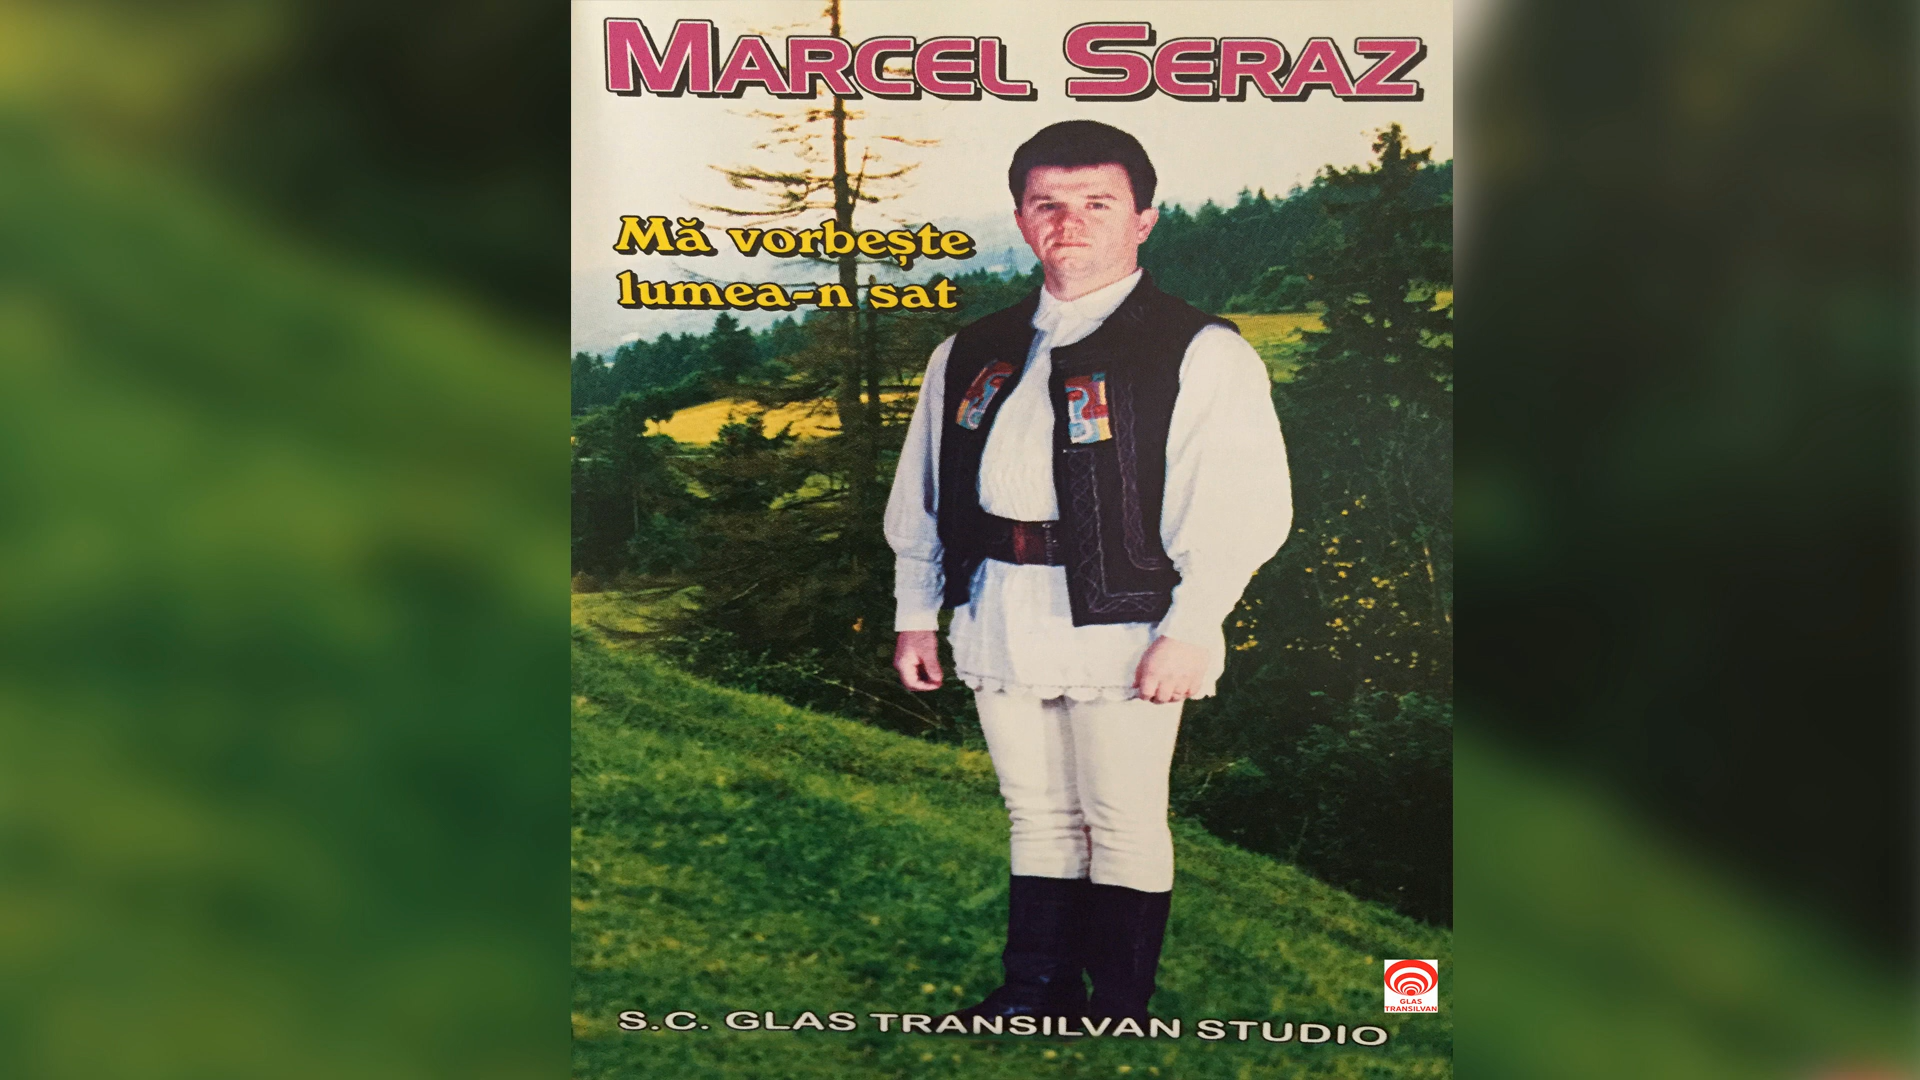 MARCEL SERAZ
Mă vorbește
lumea-n sat
GLAS
TRANSILVAN
S.C. GLAS TRANSILVAN STUDIO